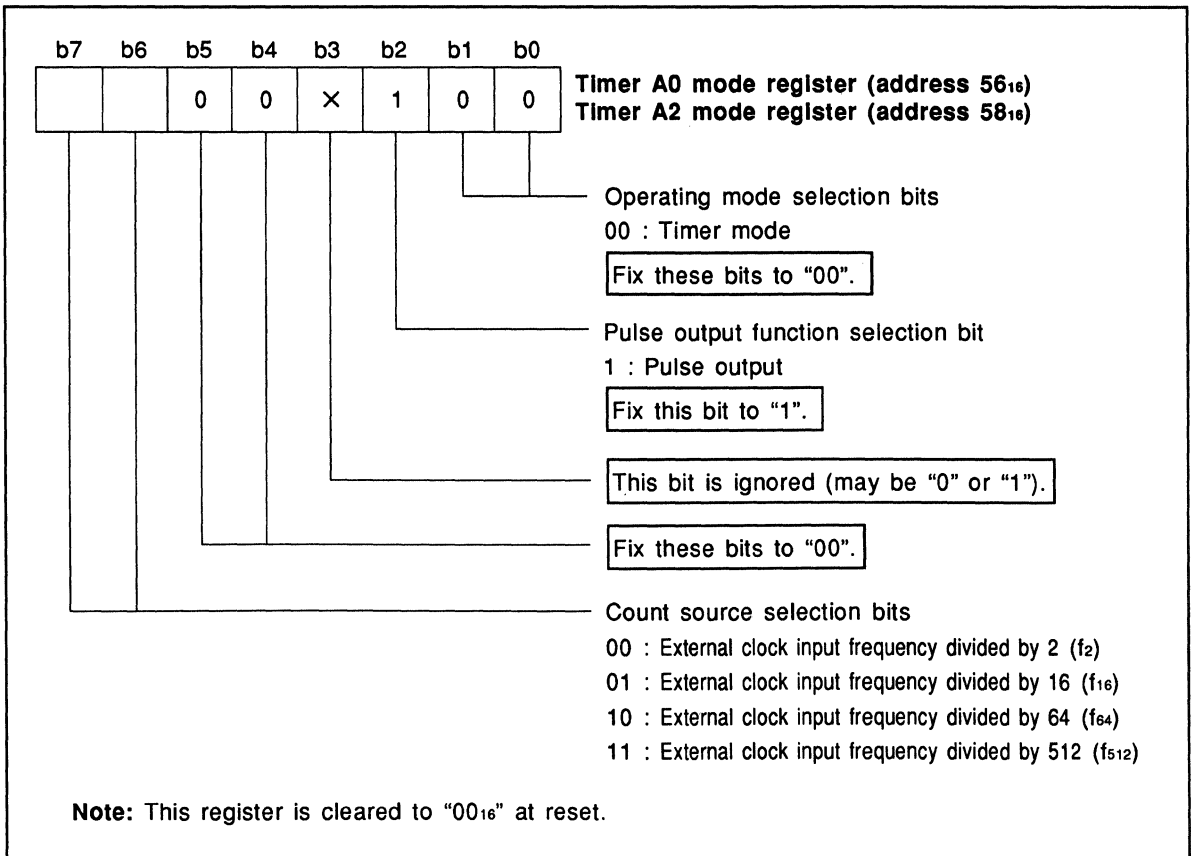 b7 b6 b5 b4 b3 b2 b1 b0
0 0 × 1 0 0
Timer A0 mode register (address 56₁₆)
Timer A2 mode register (address 58₁₆)
Operating mode selection bits
00 : Timer mode
Fix these bits to “00”.
Pulse output function selection bit
1 : Pulse output
Fix this bit to “1”.
This bit is ignored (may be “0” or “1”).
Fix these bits to “00”.
Count source selection bits
00 : External clock input frequency divided by 2 (f₂)
01 : External clock input frequency divided by 16 (f₁₆)
10 : External clock input frequency divided by 64 (f₆₄)
11 : External clock input frequency divided by 512 (f₅₁₂)
Note: This register is cleared to “00₁₆” at reset.